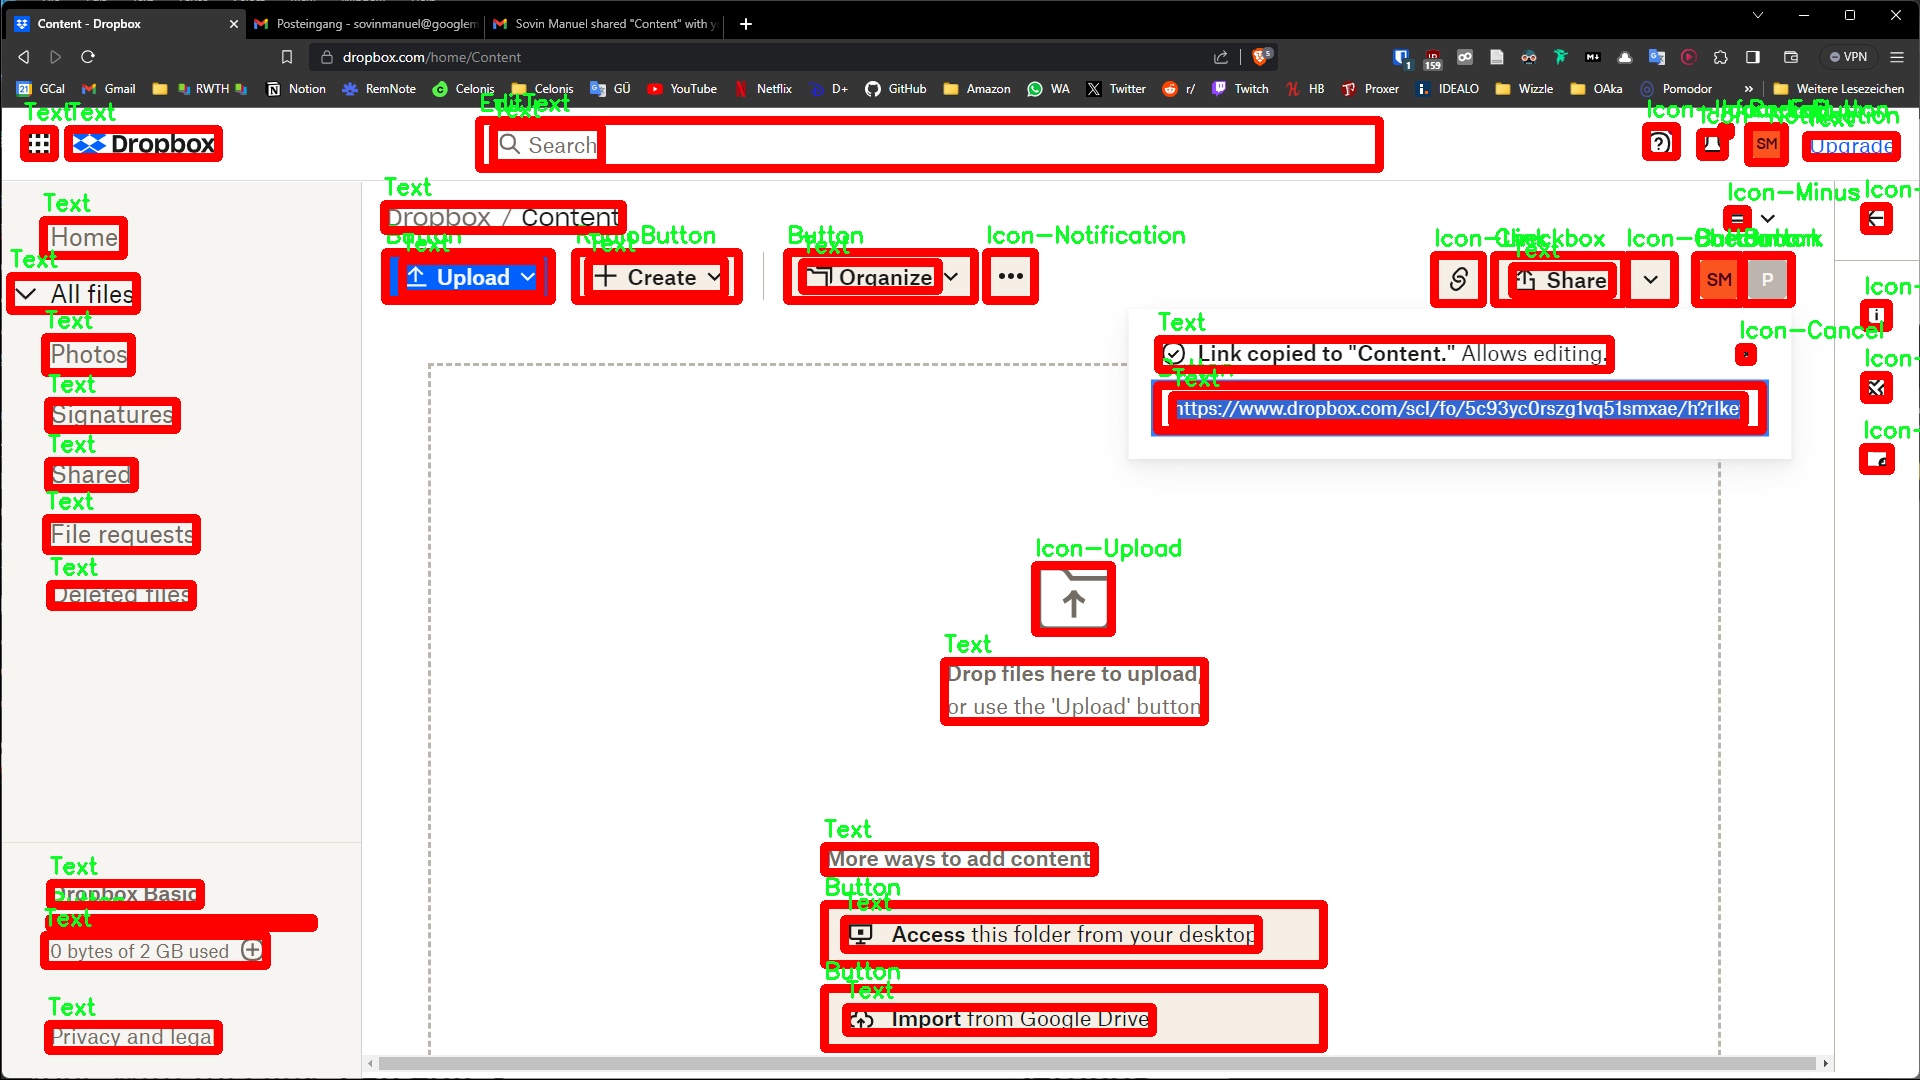 Content - Dropbox
Posteingang - sovinmanuel@googlem
Sovin Manuel shared "Content" with y
dropbox.com/home/Content
5
1
159
VPN
GCal
Gmail
RWTH
Notion
RemNote
Celonis
Celonis
GÜ
YouTube
Netflix
D+
GitHub
Amazon
WA
Twitter
r/
Twitch
HB
Proxer
IDEALO
Wizzle
OAka
Pomodor
»
Weitere Lesezeichen
Text
Text
EditText
Text
Dropbox
Search
SM
Upgrade
Text
Home
Text
All files
Text
Photos
Text
Signatures
Text
Shared
Text
File requests
Text
Deleted files
Text
Dropbox / Content
Icon-Minus
Icon-
Button
Text
Upload
Text
Create
Button
Text
Organize
Icon-Notification
Text
Share
SM
P
Text
Link copied to "Content." Allows editing.
Icon-Cancel
Text
https://www.dropbox.com/scl/fo/5c93yc0rszg1vq51smxae/h?rlke
Icon-
Icon-
Icon-
Icon-Upload
Text
Drop files here to upload,
or use the 'Upload' button
Text
More ways to add content
Button
Text
Access this folder from your desktop
Button
Text
Import from Google Drive
Text
Dropbox Basic
Text
0 bytes of 2 GB used
Text
Privacy and legal